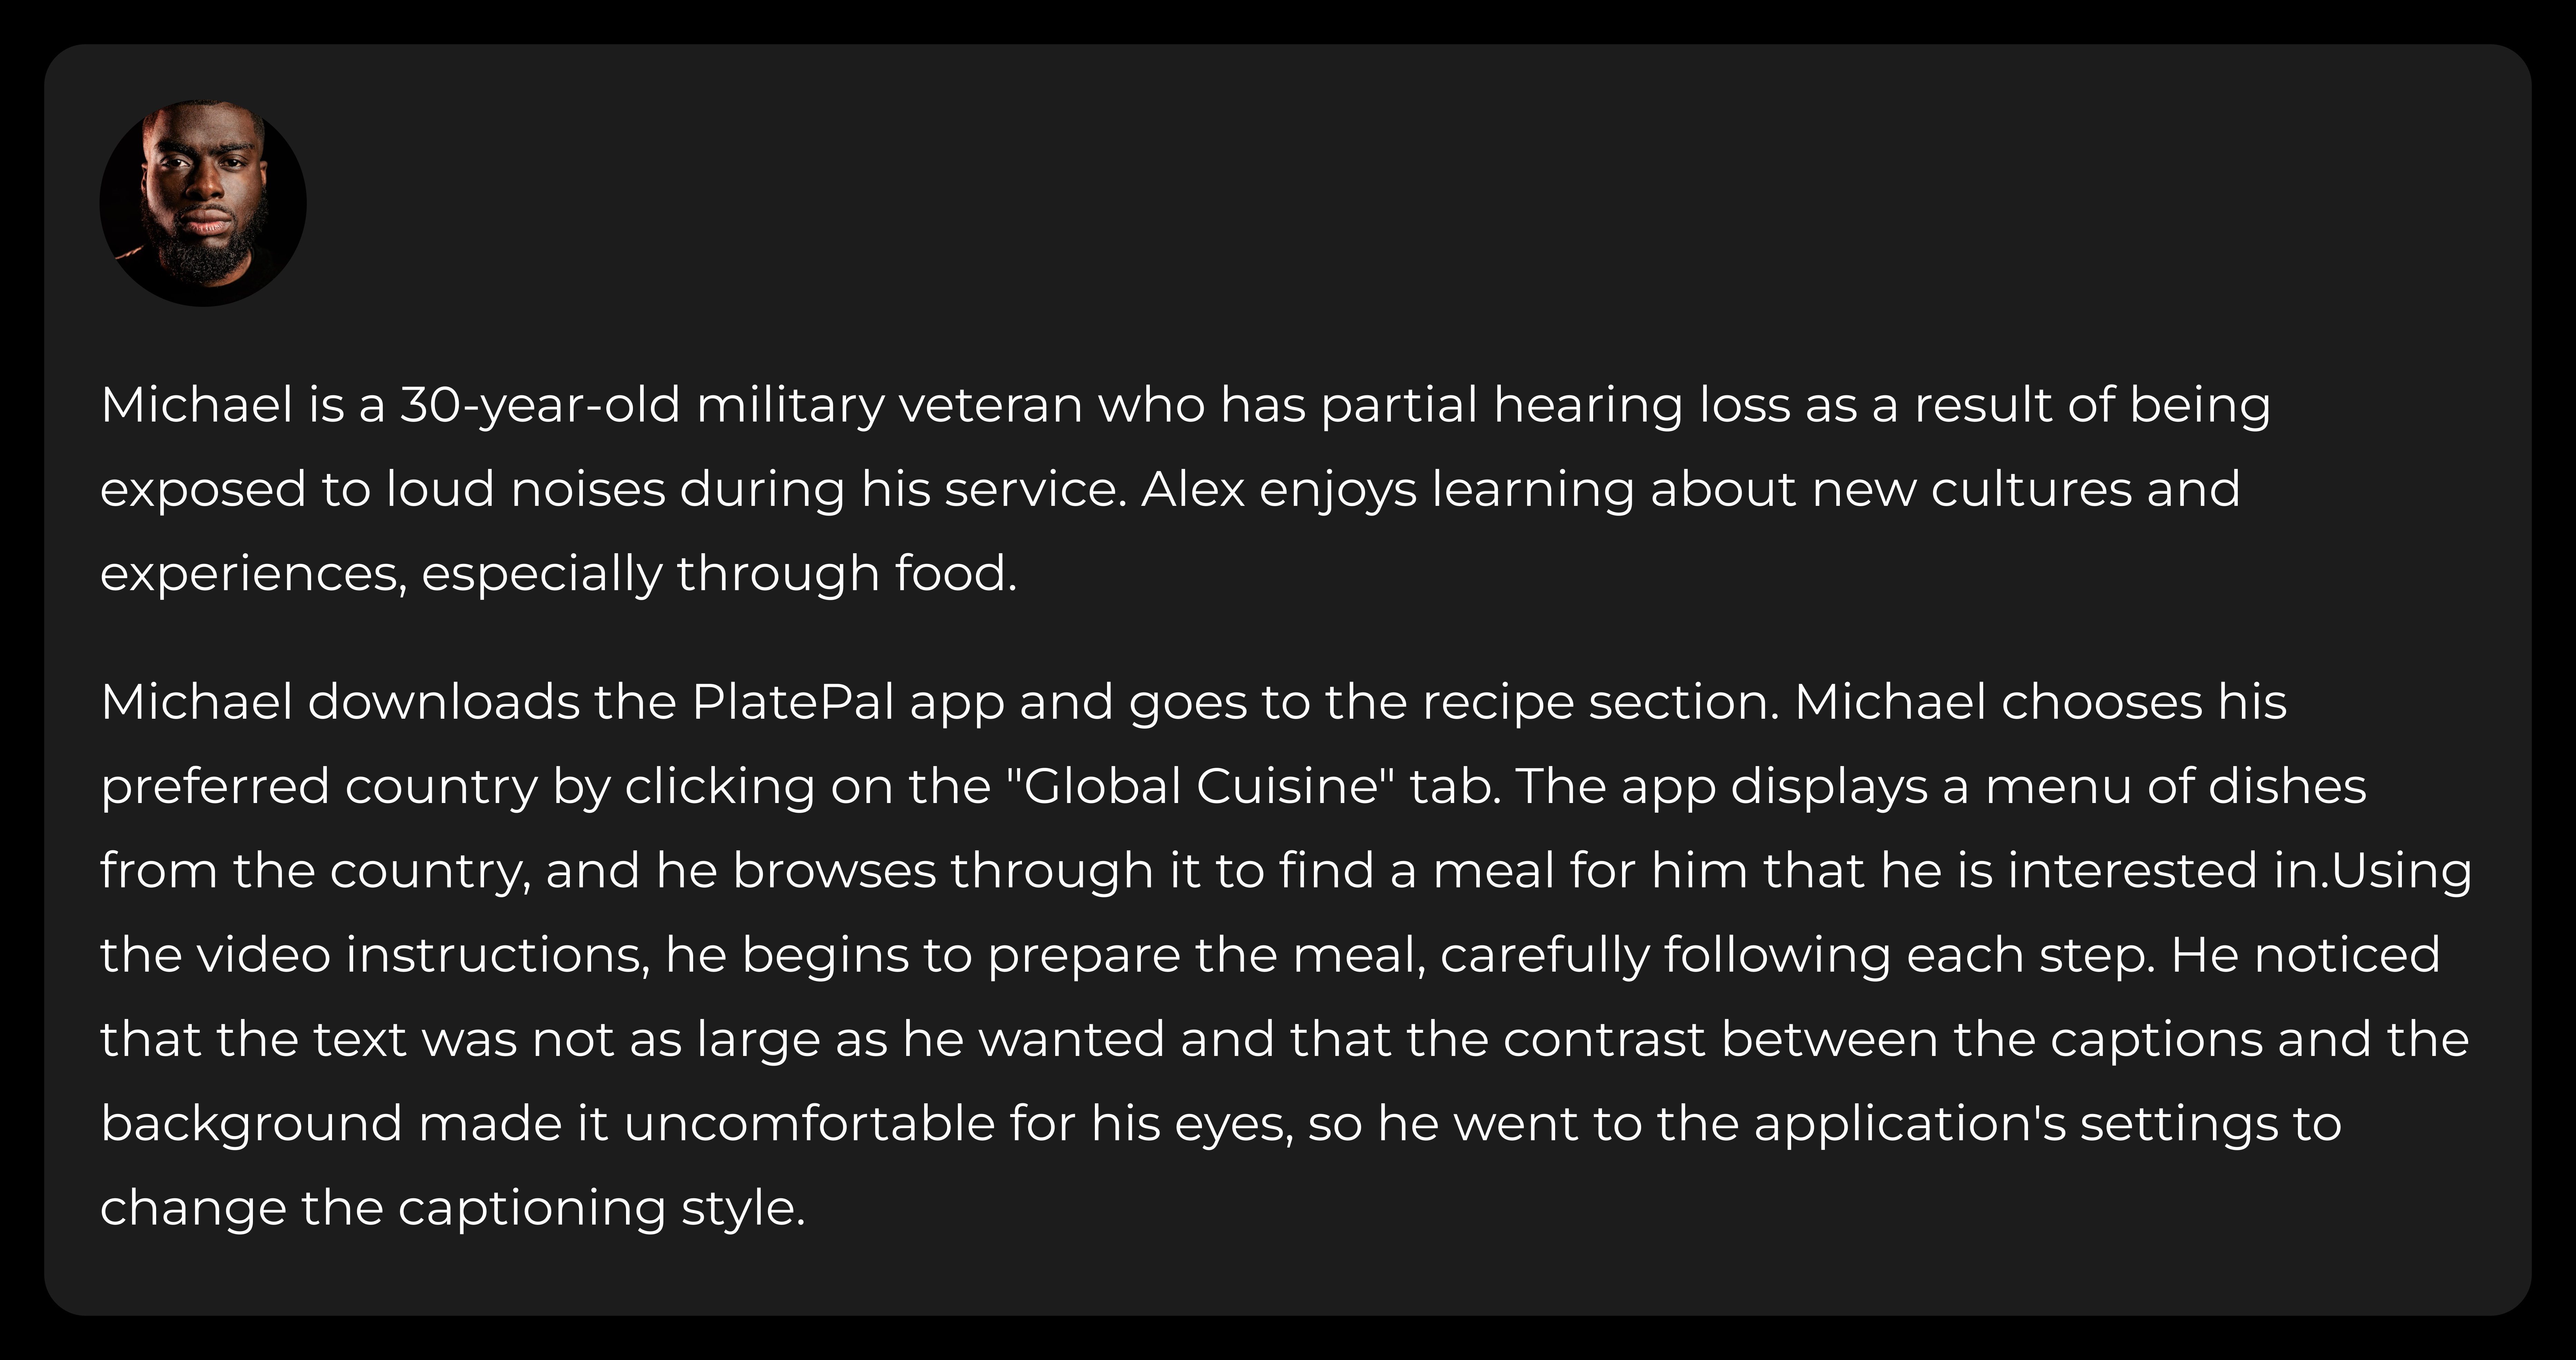 Michael is a 30-year-old military veteran who has partial hearing loss as a result of being
exposed to loud noises during his service. Alex enjoys learning about new cultures and
experiences, especially through food.
Michael downloads the PlatePal app and goes to the recipe section. Michael chooses his
preferred country by clicking on the "Global Cuisine" tab. The app displays a menu of dishes
from the country, and he browses through it to find a meal for him that he is interested in.Using
the video instructions, he begins to prepare the meal, carefully following each step. He noticed
that the text was not as large as he wanted and that the contrast between the captions and the
background made it uncomfortable for his eyes, so he went to the application's settings to
change the captioning style.